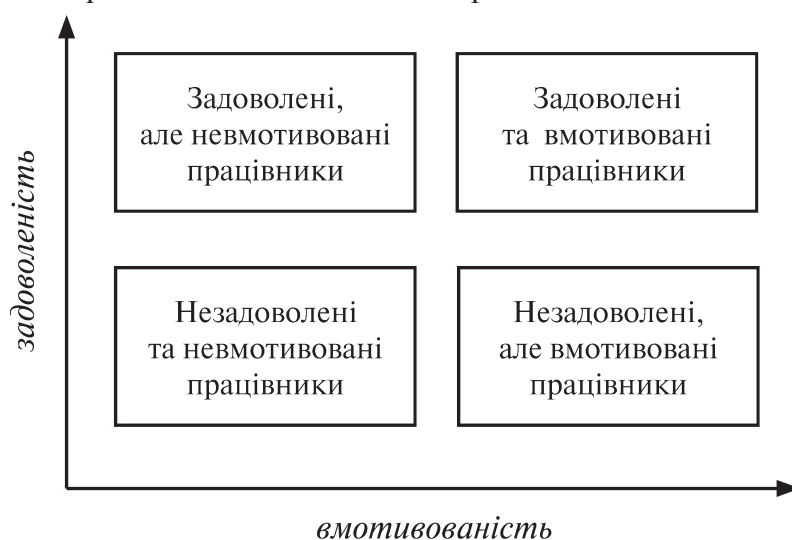 Задоволені,
але невмотивовані
працівники
Задоволені
та вмотивовані
працівники
задоволеність
Незадоволені
та невмотивовані
працівники
Незадоволені,
але вмотивовані
працівники
вмотивованість